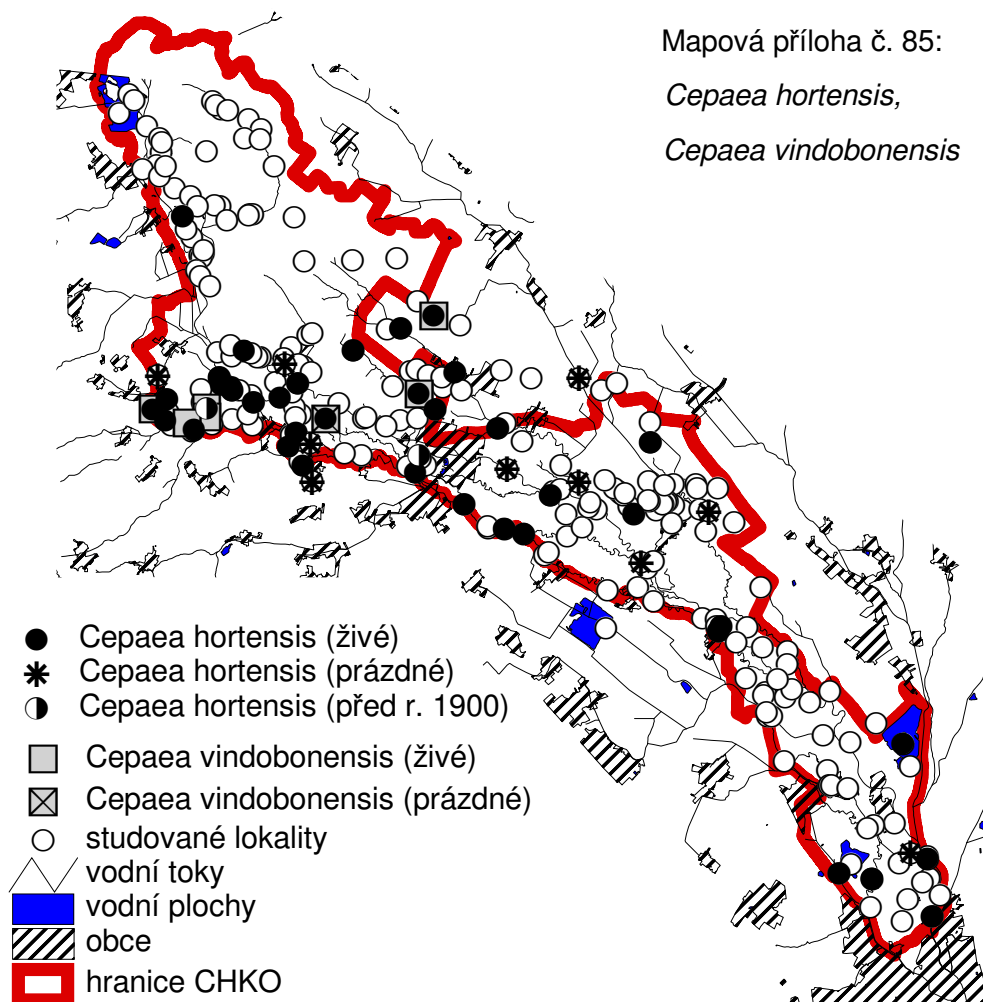 Mapová příloha č. 85:
Cepaea hortensis,
Cepaea vindobonensis
Cepaea hortensis (živé)
Cepaea hortensis (prázdné)
Cepaea hortensis (před r. 1900)
Cepaea vindobonensis (živé)
Cepaea vindobonensis (prázdné)
studované lokality
vodní toky
vodní plochy
obce
hranice CHKO